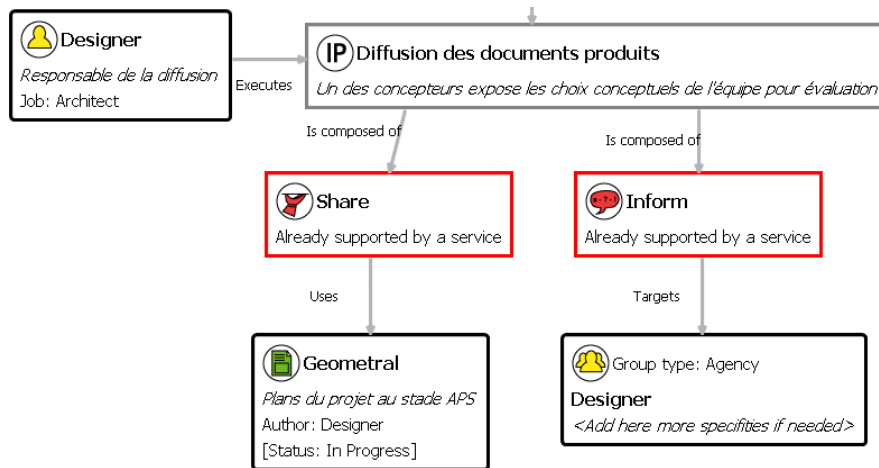 Designer
Responsable de la diffusion
Job: Architect
Executes
IP Diffusion des documents produits
Un des concepteurs expose les choix conceptuels de l'équipe pour évaluation
Is composed of
Is composed of
Share
Already supported by a service
Inform
Already supported by a service
Uses
Targets
Geometral
Plans du projet au stade APS
Author: Designer
[Status: In Progress]
Group type: Agency
Designer
<Add here more specifities if needed>